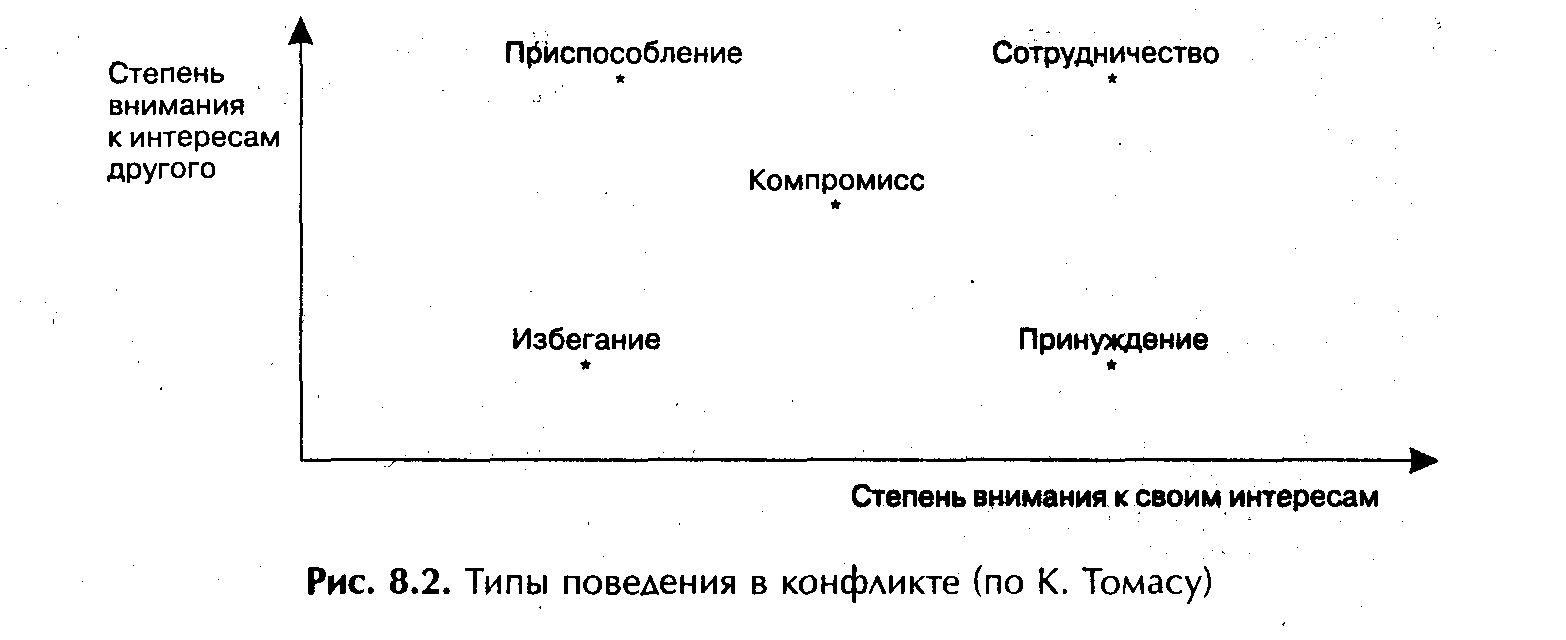 Приспособление
*
Сотрудничество
*
Степень
внимания
к интересам
другого
Компромисс
*
Избегание
*
Принуждение
*
Степень внимания к своим интересам
Рис. 8.2. Типы поведения в конфликте (по К. Томасу)